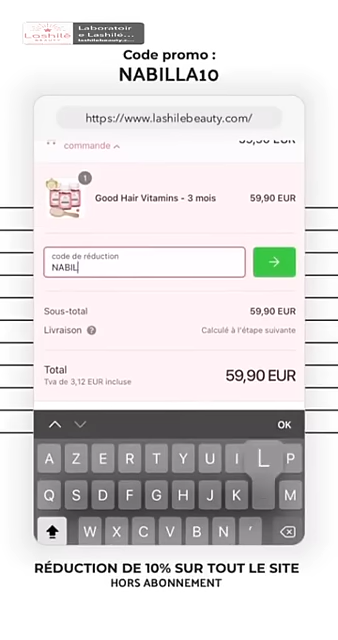 Lashilé
BEAUTY
Laboratoir
e Lashilé...
lashilebeauty.c...
Code promo :
NABILLA10
https://www.lashilebeauty.com/
commande
1
Good Hair Vitamins - 3 mois 59,90 EUR
code de réduction
NABIL
Sous-total 59,90 EUR
Livraison ? Calculé à l'étape suivante
Total 59,90 EUR
Tva de 3,12 EUR incluse
OK
A Z E R T Y U I L P
Q S D F G H J K M
W X C V B N '
RÉDUCTION DE 10% SUR TOUT LE SITE
HORS ABONNEMENT